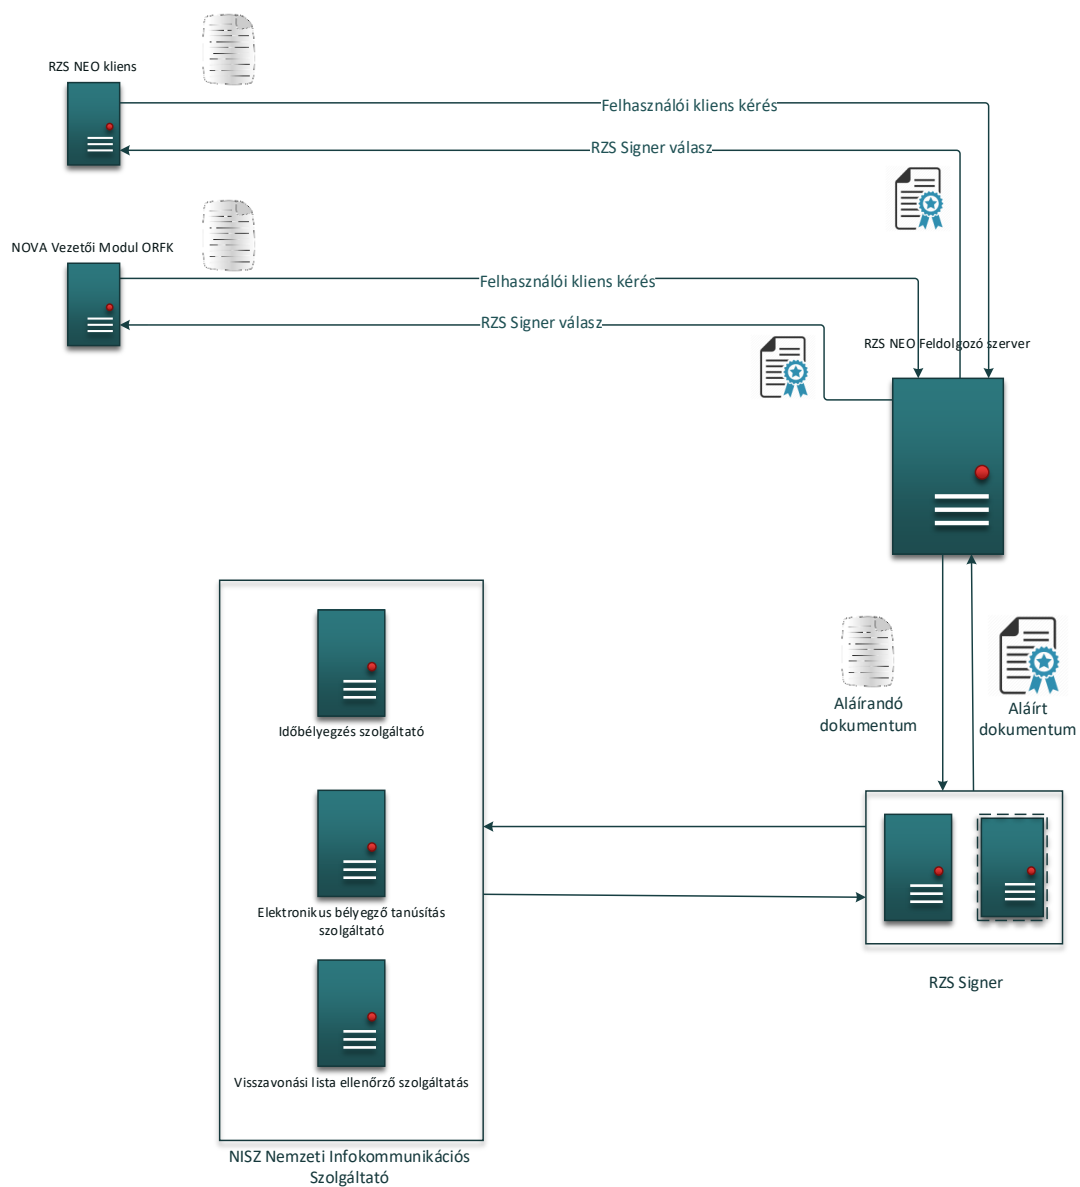 RZS NEO kliens
Felhasználói kliens kérés
RZS Signer válasz
NOVA Vezetői Modul ORFK
Felhasználói kliens kérés
RZS Signer válasz
RZS NEO Feldolgozó szerver
Aláírandó
dokumentum
Aláírt
dokumentum
Időbélyegzés szolgáltató
Elektronikus bélyegző tanúsítás
szolgáltató
Visszavonási lista ellenőrző szolgáltatás
RZS Signer
NISZ Nemzeti Infokommunikációs
Szolgáltató